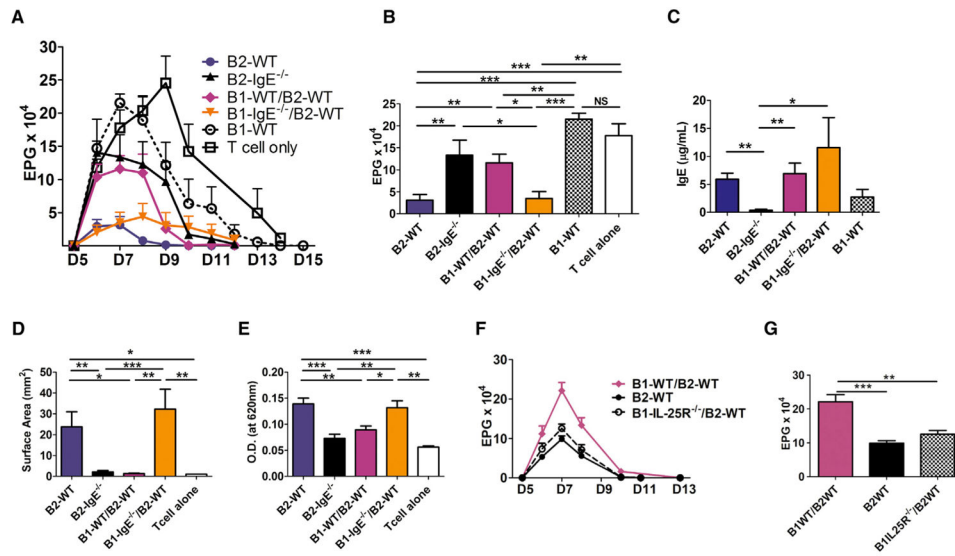 A
EPG x 10⁴
30
25
20
15
10
5
D5 D7 D9 D11 D13 D15
B2-WT
B2-IgE⁻/⁻
B1-WT/B2-WT
B1-IgE⁻/⁻/B2-WT
B1-WT
T cell only
B
*** **
***
**
** * *** NS
** *
EPG x 10⁴
25
20
15
10
5
0
B2-WT
B2-IgE⁻/⁻
B1-WT/B2-WT
B1-IgE⁻/⁻/B2-WT
B1-WT
T cell alone
C
*
**
**
IgE (μg/mL)
20
15
10
5
0
B2-WT
B2-IgE⁻/⁻
B1-WT/B2-WT
B1-IgE⁻/⁻/B2-WT
B1-WT
D
*
** ***
* ** **
Surface Area (mm²)
50
40
30
20
10
0
B2-WT
B2-IgE⁻/⁻
B1-WT/B2-WT
B1-IgE⁻/⁻/B2-WT
Tcell alone
E
***
*** **
** * **
O.D. (at 620nm)
0.20
0.15
0.10
0.05
0.00
B2-WT
B2-IgE⁻/⁻
B1-WT/B2-WT
B1-IgE⁻/⁻/B2-WT
Tcell alone
F
EPG x 10⁴
30
20
10
0
D5 D7 D9 D11 D13
B1-WT/B2-WT
B2-WT
B1-IL-25R⁻/⁻/B2-WT
G
**
***
EPG x 10⁴
30
20
10
0
B1WT/B2WT
B2WT
B1IL25R⁻/⁻/B2WT